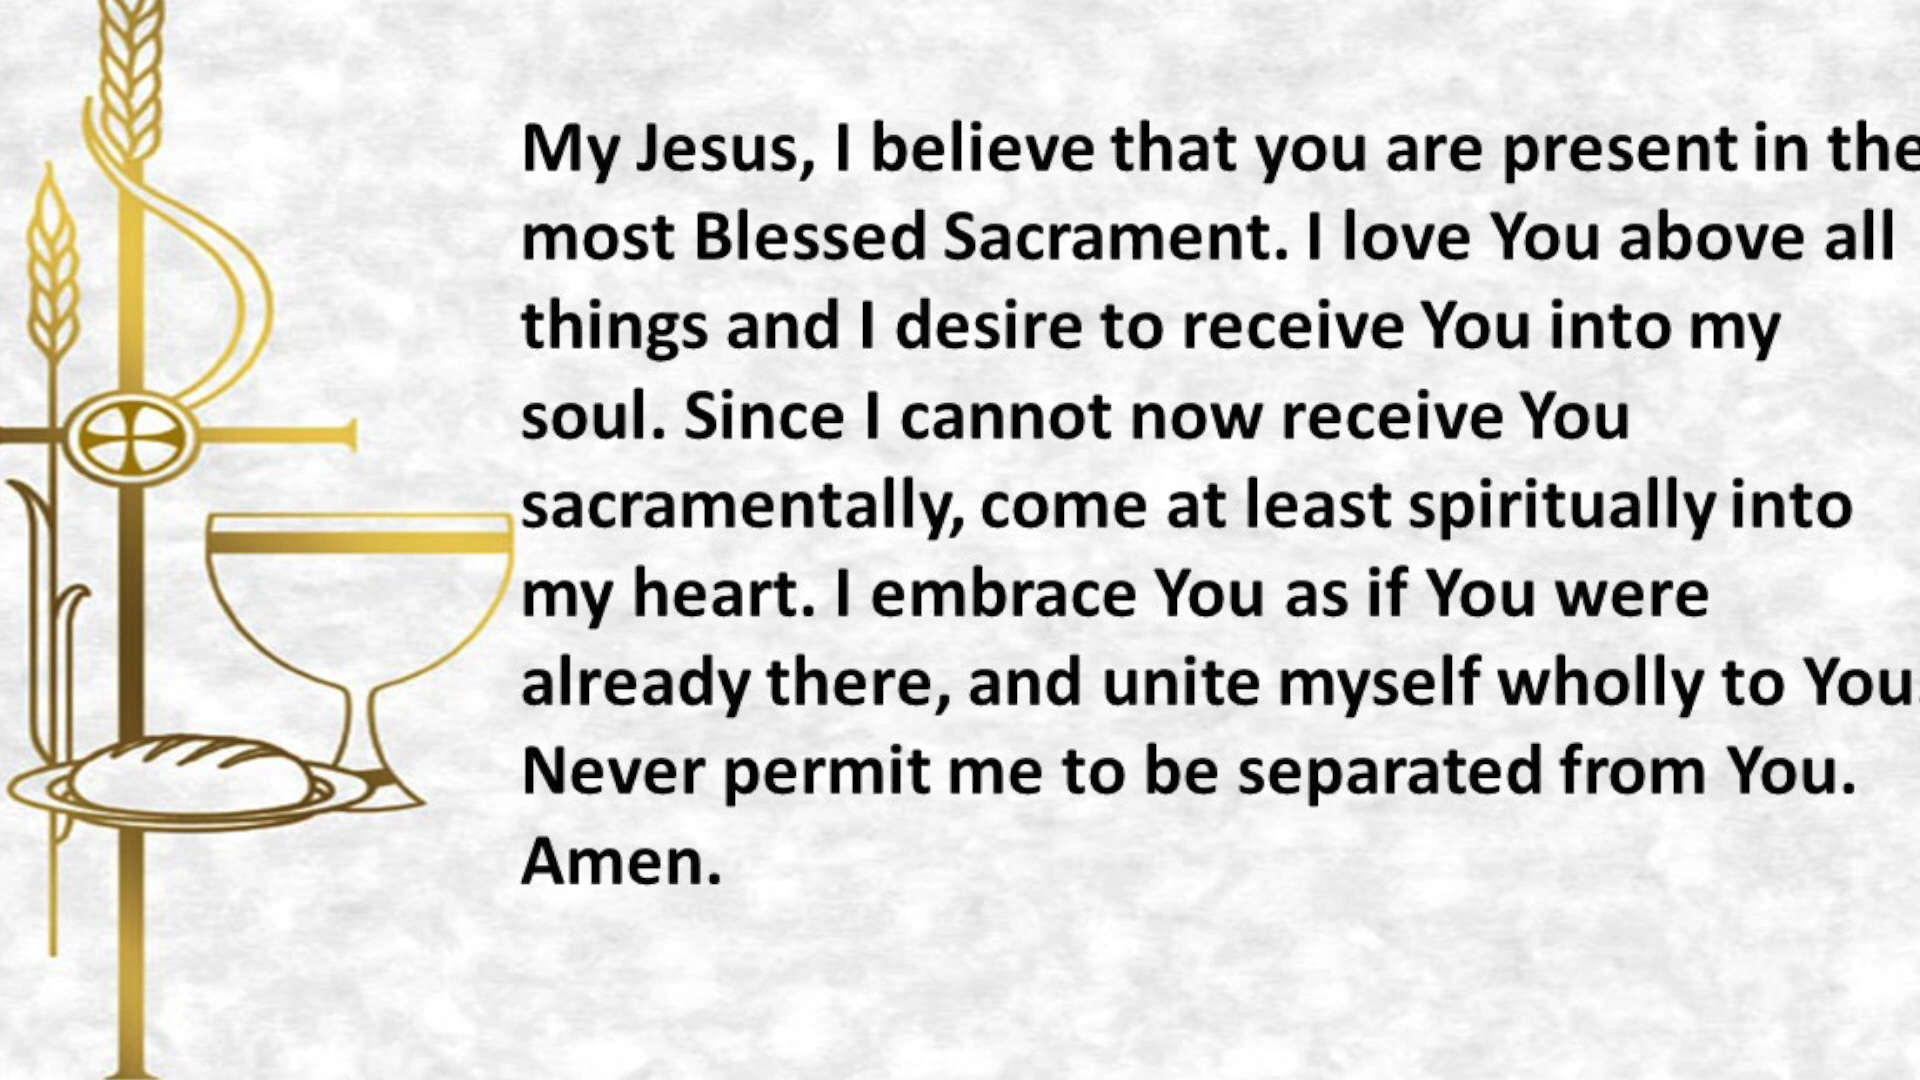 My Jesus, I believe that you are present in the
most Blessed Sacrament. I love You above all
things and I desire to receive You into my
soul. Since I cannot now receive You
sacramentally, come at least spiritually into
my heart. I embrace You as if You were
already there, and unite myself wholly to You.
Never permit me to be separated from You.
Amen.